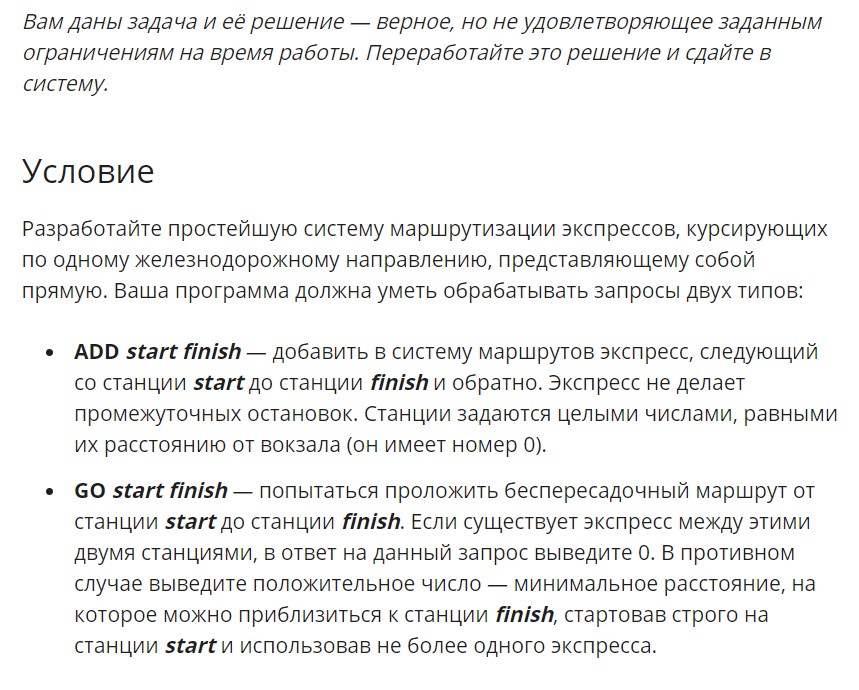 Вам даны задача и её решение — верное, но не удовлетворяющее заданным
ограничениям на время работы. Переработайте это решение и сдайте в
систему.
Условие
Разработайте простейшую систему маршрутизации экспрессов, курсирующих
по одному железнодорожному направлению, представляющему собой
прямую. Ваша программа должна уметь обрабатывать запросы двух типов:
• ADD start finish — добавить в систему маршрутов экспресс, следующий
со станции start до станции finish и обратно. Экспресс не делает
промежуточных остановок. Станции задаются целыми числами, равными
их расстоянию от вокзала (он имеет номер 0).
• GO start finish — попытаться проложить беспересадочный маршрут от
станции start до станции finish. Если существует экспресс между этими
двумя станциями, в ответ на данный запрос выведите 0. В противном
случае выведите положительное число — минимальное расстояние, на
которое можно приблизиться к станции finish, стартовав строго на
станции start и использовав не более одного экспресса.